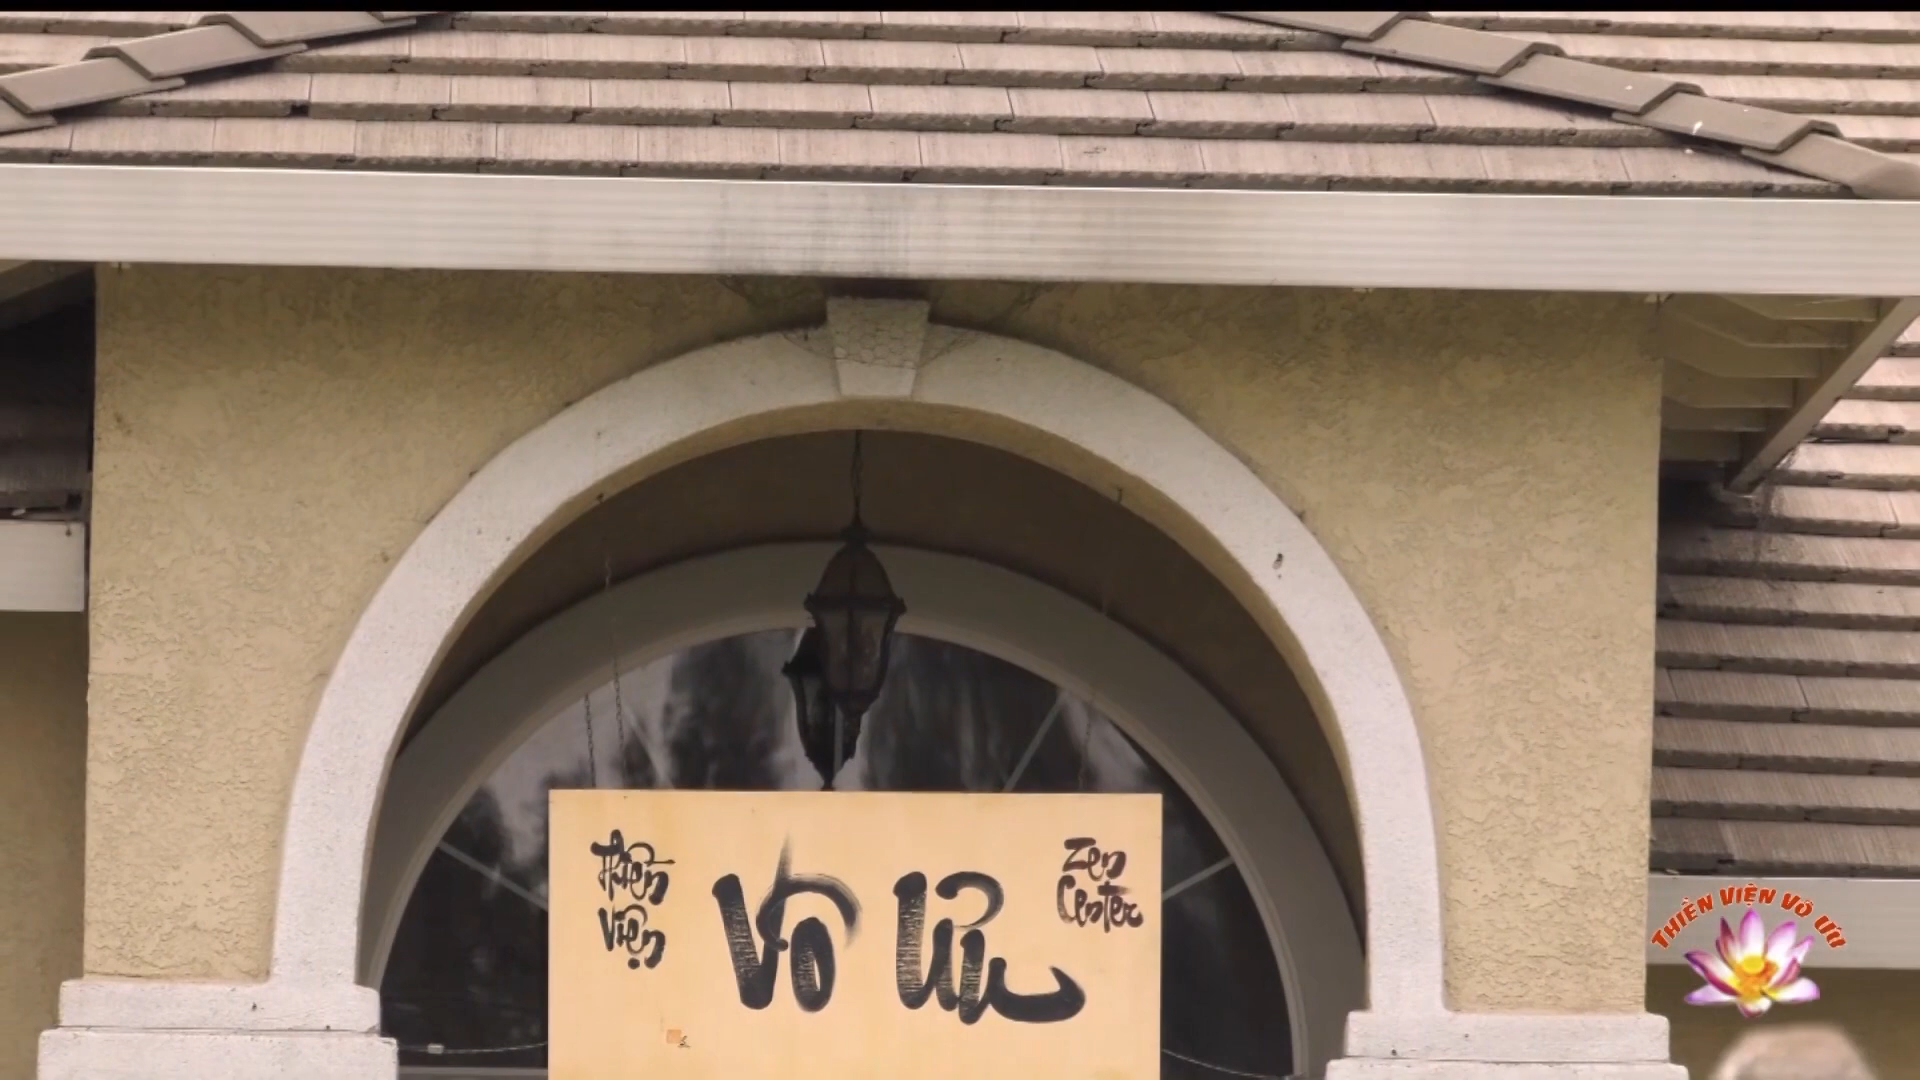 Thiền
Viện
Vô Ưu
Zen
Center
THIỀN VIỆN VÔ ƯU